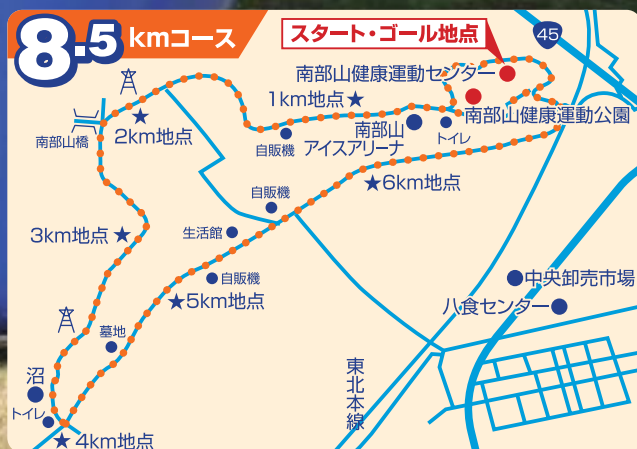 8.5 kmコース
スタート・ゴール地点
45
南部山健康運動センター
1km地点★
南部山健康運動公園
★
2km地点
南部山橋
自販機
南部山
アイスアリーナ
トイレ
★6km地点
自販機
3km地点★
生活館
自販機
★5km地点
中央卸売市場
八食センター
墓地
東北本線
沼
トイレ
★4km地点